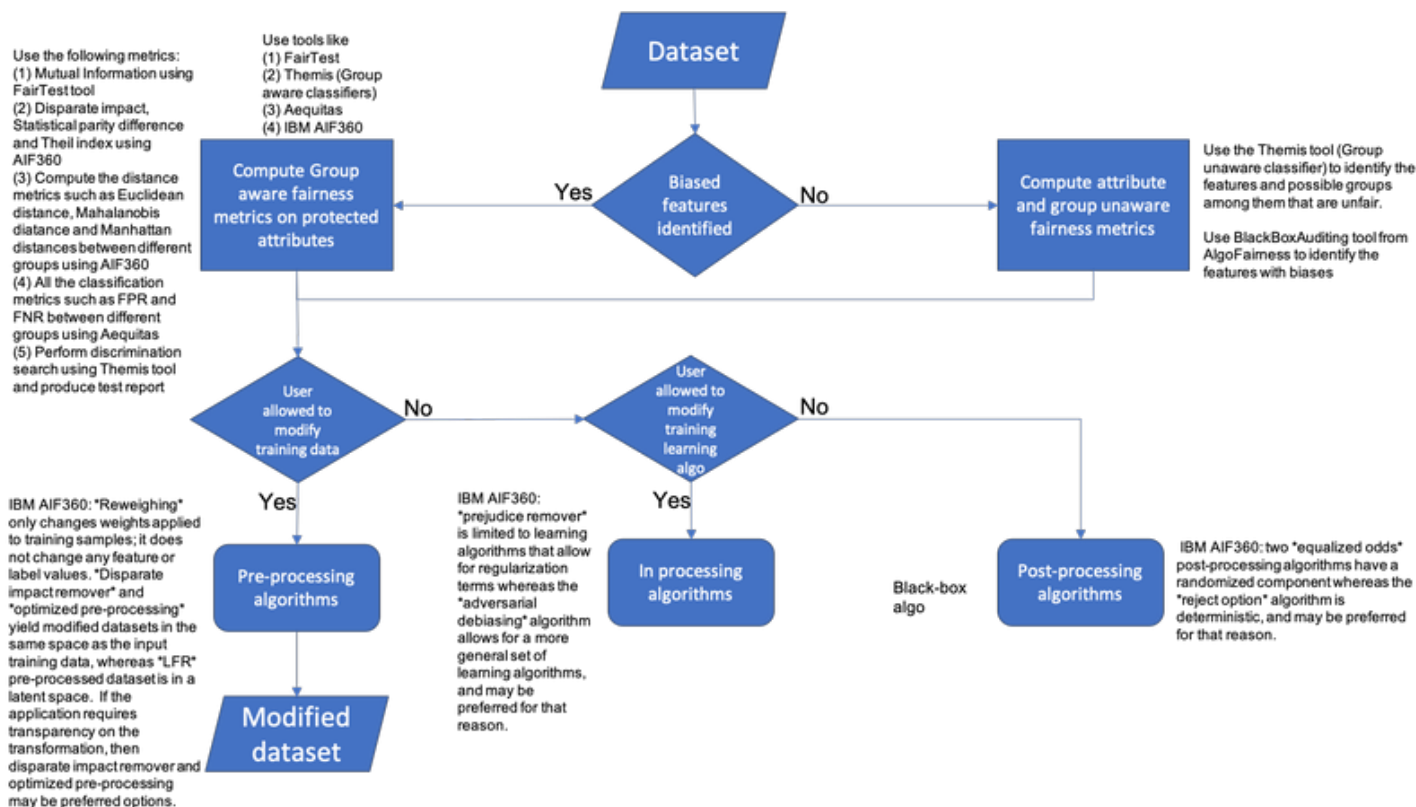 Dataset
Use the following metrics:
(1) Mutual Information using
FairTest tool
(2) Disparate impact,
Statistical parity difference
and Theil index using
AIF360
(3) Compute the distance
metrics such as Euclidean
distance, Mahalanobis
diatance and Manhattan
distances between different
groups using AIF360
(4) All the classification
metrics such as FPR and
FNR between different
groups using Aequitas
(5) Perform discrimination
search using Themis tool
and produce test report
Use tools like
(1) FairTest
(2) Themis (Group
aware classifiers)
(3) Aequitas
(4) IBM AIF360
Compute Group
aware fairness
metrics on protected
attributes
Yes
Biased
features
identified
No
Compute attribute
and group unaware
fairness metrics
Use the Themis tool (Group
unaware classifier) to identify the
features and possible groups
among them that are unfair.
Use BlackBoxAuditing tool from
AlgoFairness to identify the
features with biases
User
allowed to
modify
training data
No
User
allowed to
modify
training
learning
algo
No
Yes
Yes
IBM AIF360: *Reweighing*
only changes weights applied
to training samples; it does
not change any feature or
label values. *Disparate
impact remover* and
*optimized pre-processing*
yield modified datasets in the
same space as the input
training data, whereas *LFR*
pre-processed dataset is in a
latent space. If the
application requires
transparency on the
transformation, then
disparate impact remover and
optimized pre-processing
may be preferred options.
Pre-processing
algorithms
Modified
dataset
IBM AIF360:
*prejudice remover*
is limited to learning
algorithms that allow
for regularization
terms whereas the
*adversarial
debiasing* algorithm
allows for a more
general set of
learning algorithms,
and may be
preferred for that
reason.
In processing
algorithms
Black-box
algo
Post-processing
algorithms
IBM AIF360: two *equalized odds*
post-processing algorithms have a
randomized component whereas the
*reject option* algorithm is
deterministic, and may be preferred
for that reason.